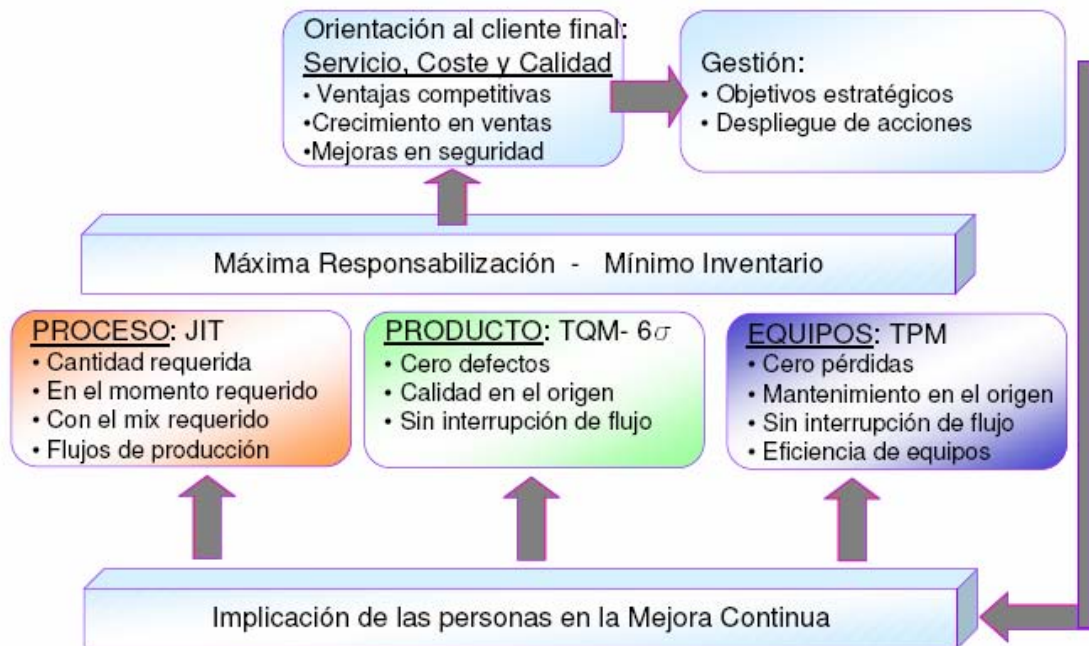 Orientación al cliente final:
Servicio, Coste y Calidad
• Ventajas competitivas
•Crecimiento en ventas
•Mejoras en seguridad
Gestión:
• Objetivos estratégicos
• Despliegue de acciones
Máxima Responsabilización - Mínimo Inventario
PROCESO: JIT
• Cantidad requerida
• En el momento requerido
• Con el mix requerido
• Flujos de producción
PRODUCTO: TQM- 6σ
• Cero defectos
• Calidad en el origen
• Sin interrupción de flujo
EQUIPOS: TPM
• Cero pérdidas
• Mantenimiento en el origen
• Sin interrupción de flujo
• Eficiencia de equipos
Implicación de las personas en la Mejora Continua